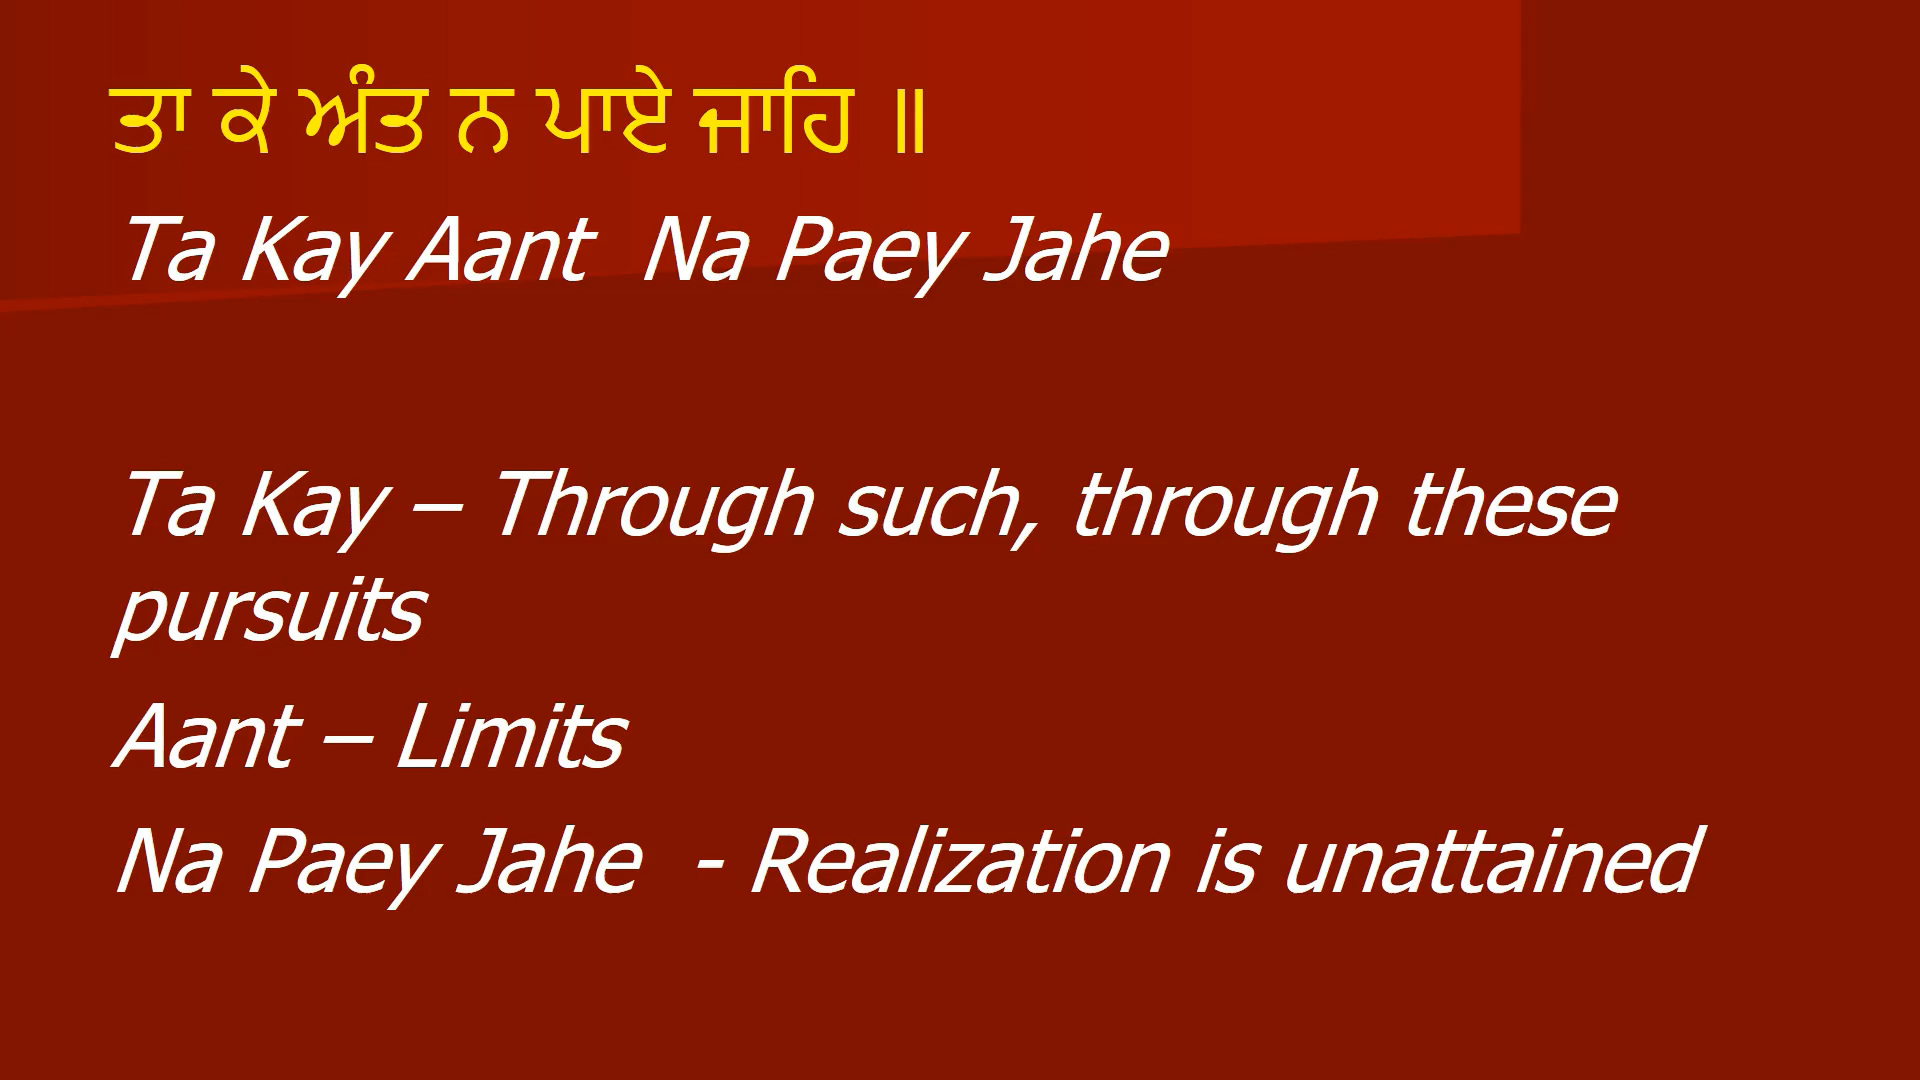 ਤਾ ਕੇ ਅੰਤ ਨ ਪਾਏ ਜਾਹਿ ॥
Ta Kay Aant  Na Paey Jahe
Ta Kay – Through such, through these
pursuits
Aant – Limits
Na Paey Jahe  - Realization is unattained